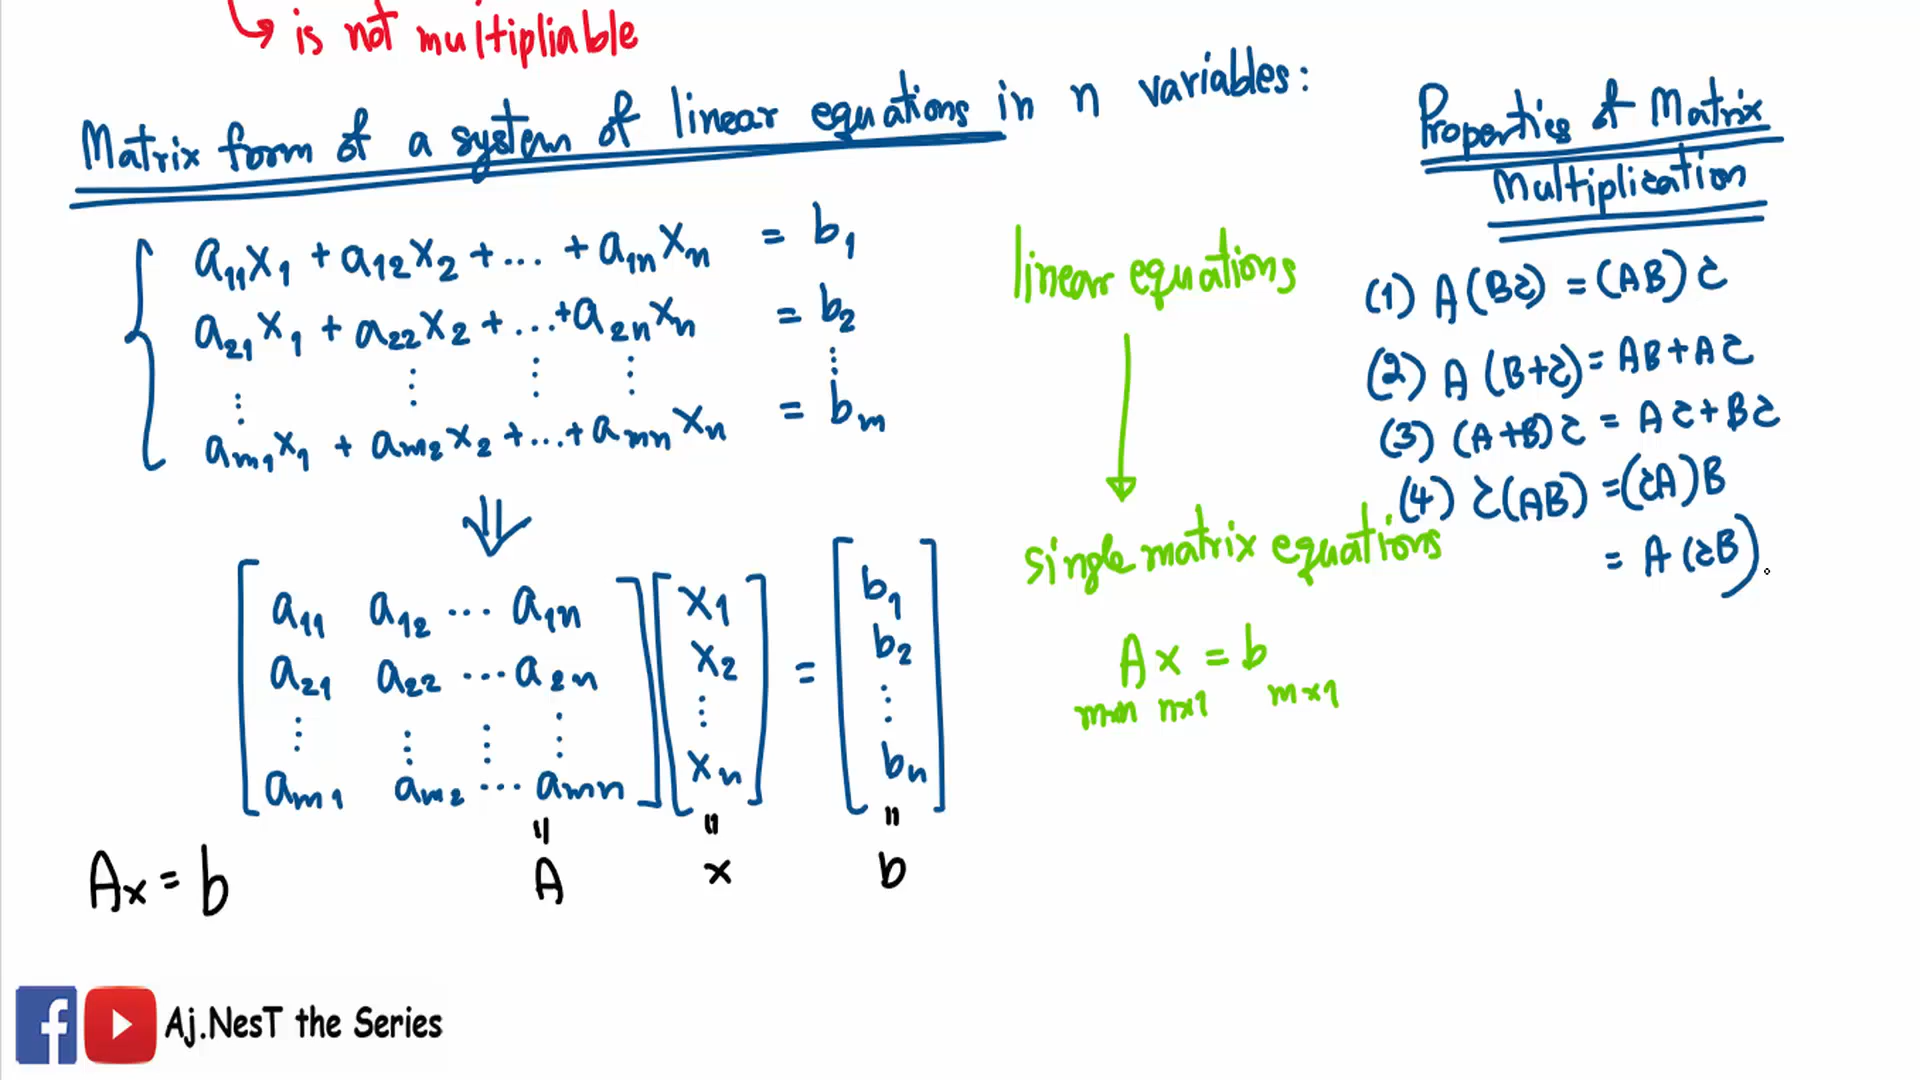 is not multipliable
Matrix form of a system of linear equations in n variables:
a11x1 + a12x2 + ... + a1nxn = b1
a21x1 + a22x2 + ... + a2nxn = b2
⋮ ⋮ ⋮ ⋮ ⋮
am1x1 + am2x2 + ... + amnxn = bm
⇓
a11 a12 ... a1n x1 = b1
a21 a22 ... a2n x2 b2
⋮ ⋮ ⋮ ⋮ ⋮ ⋮
am1 am2 ... amn xn bn
= = =
A x b
Ax = b
linear equations
single matrix equations
Ax = b
mxn nx1 mx1
Properties of Matrix
Multiplication
(1) A(BC) = (AB)C
(2) A(B+C) = AB+AC
(3) (A+B)C = AC+BC
(4) C(AB) = (CA)B
= A(CB)
Aj.NesT the Series